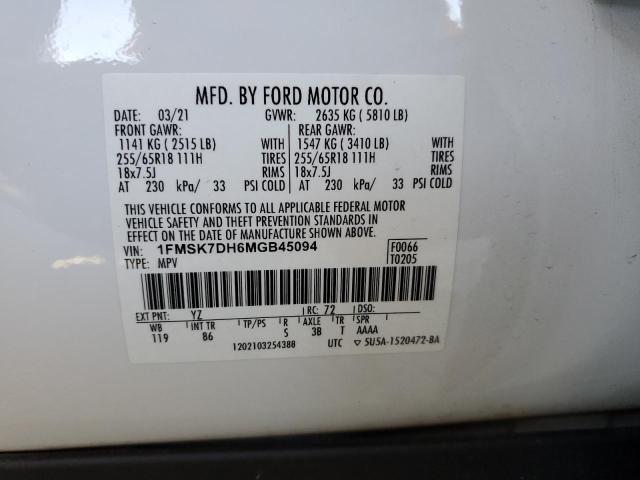 MFD. BY FORD MOTOR CO.
DATE: 03/21 GVWR: 2635 KG ( 5810 LB)
FRONT GAWR: REAR GAWR:
1141 KG ( 2515 LB) WITH 1547 KG ( 3410 LB) WITH
255/65R18 111H TIRES 255/65R18 111H TIRES
18x7.5J RIMS 18x7.5J RIMS
AT 230 kPa/ 33 PSI COLD AT 230 kPa/ 33 PSI COLD
THIS VEHICLE CONFORMS TO ALL APPLICABLE FEDERAL MOTOR
VEHICLE SAFETY AND THEFT PREVENTION STANDARDS IN
EFFECT ON THE DATE OF MANUFACTURE SHOWN ABOVE.
VIN: 1FMSK7DH6MGB45094 F0066
TYPE: MPV T0205
EXT PNT: YZ RC: 72 DSO:
WB INT TR TP/PS R AXLE TR SPR
119 86 S 3B T AAAA
1202103254388 UTC ▽ 5U5A-1520472-BA